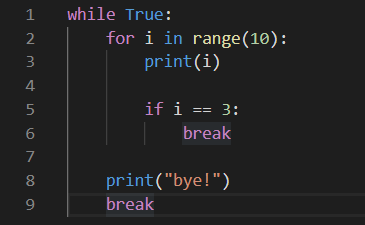 1 while True:
2     for i in range(10):
3         print(i)
4
5         if i == 3:
6             break
7
8     print("bye!")
9     break